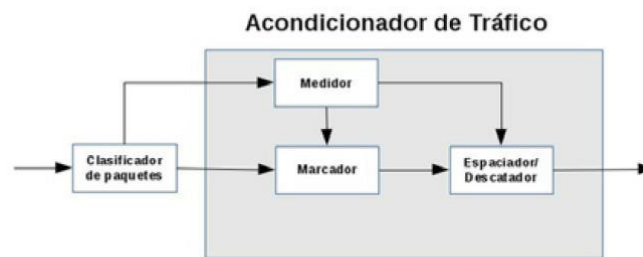 Acondicionador de Tráfico
Medidor
Clasificador
de paquetes
Marcador
Espaciador/
Descatador